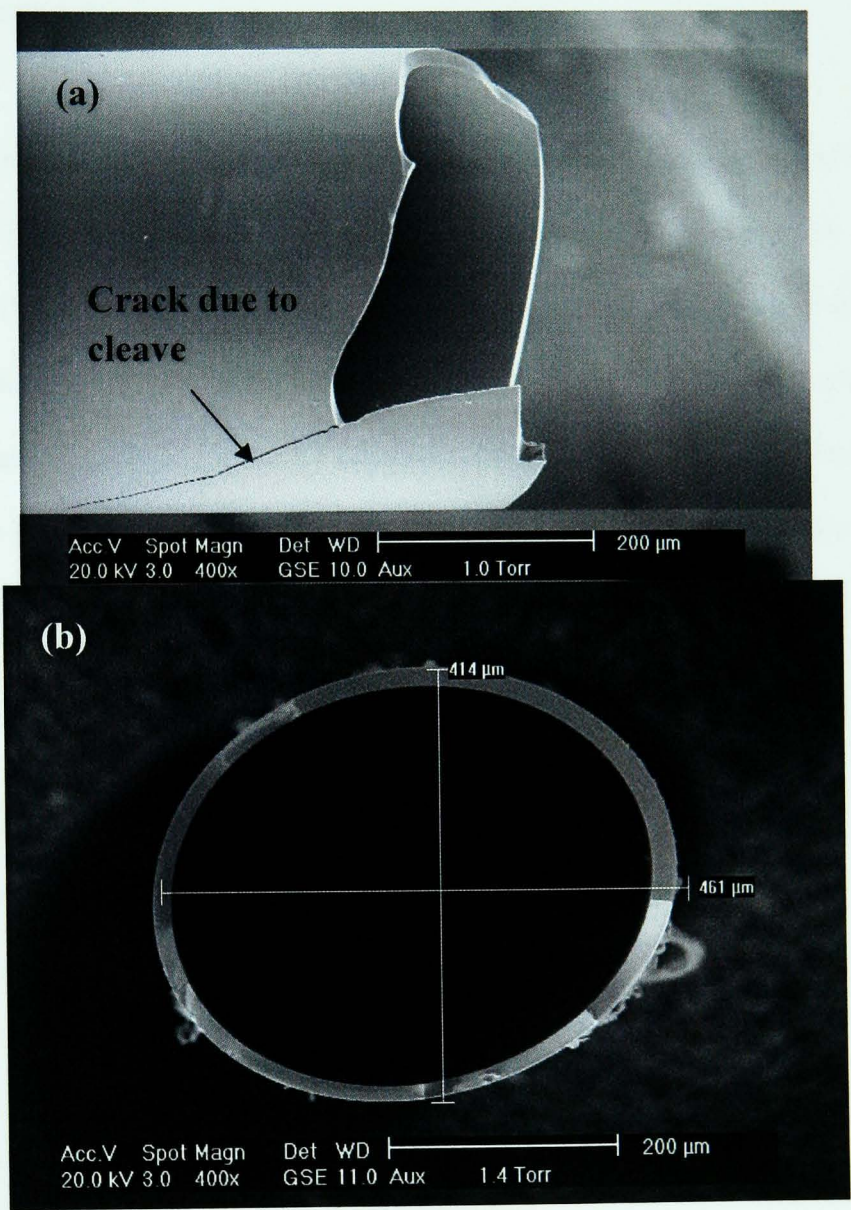 (a)
Crack due to
cleave
Acc.V Spot Magn Det WD 200 µm
20.0 kV 3.0 400x GSE 10.0 Aux 1.0 Torr
(b)
414 µm
461 µm
Acc.V Spot Magn Det WD 200 µm
20.0 kV 3.0 400x GSE 11.0 Aux 1.4 Torr